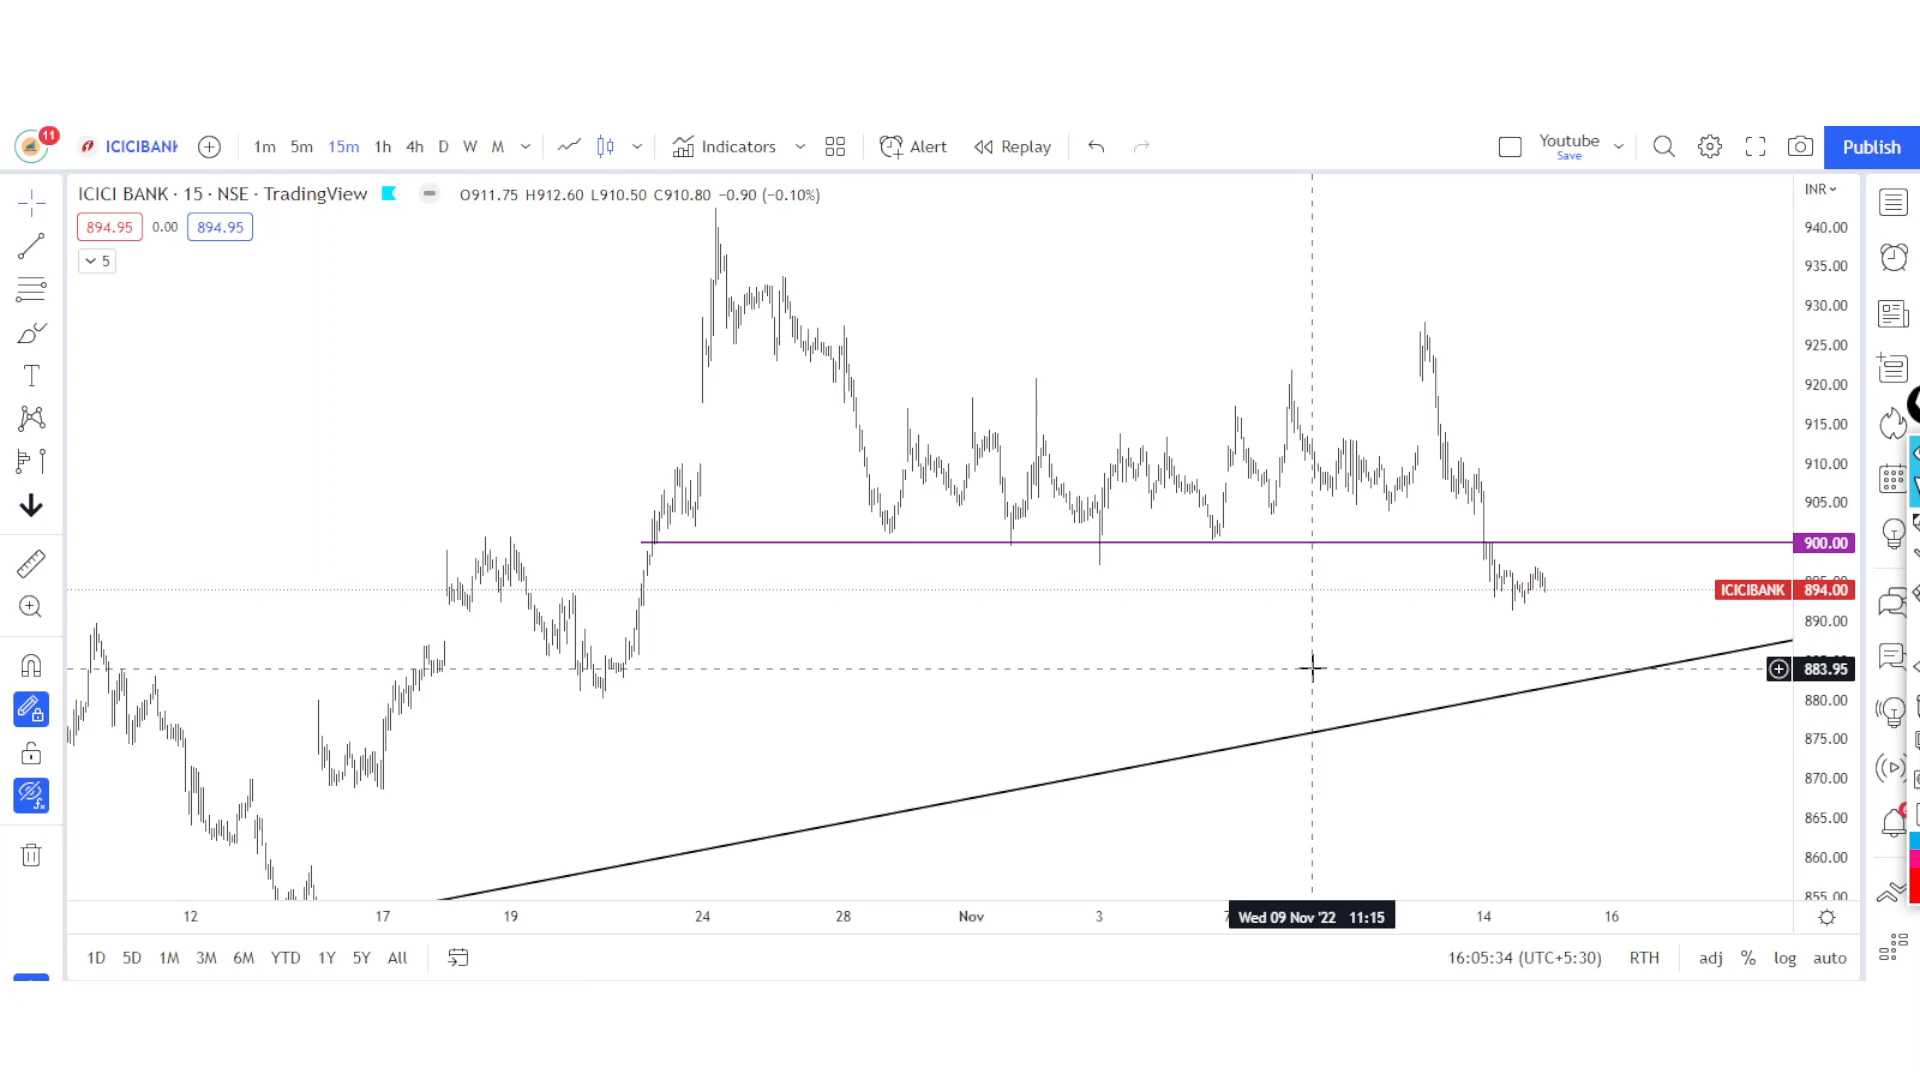 11
ICICIBANK
1m 5m 15m 1h 4h D W M
Indicators
Alert
Replay
Youtube
Save
Publish
ICICI BANK · 15 · NSE · TradingView
O911.75 H912.60 L910.50 C910.80 −0.90 (−0.10%)
INR
894.95 0.00 894.95
5
940.00
935.00
930.00
925.00
920.00
915.00
910.00
905.00
900.00
895.00
ICICIBANK 894.00
890.00
883.95
880.00
875.00
870.00
865.00
860.00
855.00
12 17 19 24 28 Nov 3 7 Wed 09 Nov '22 11:15 14 16
1D 5D 1M 3M 6M YTD 1Y 5Y All
16:05:34 (UTC+5:30) RTH adj % log auto